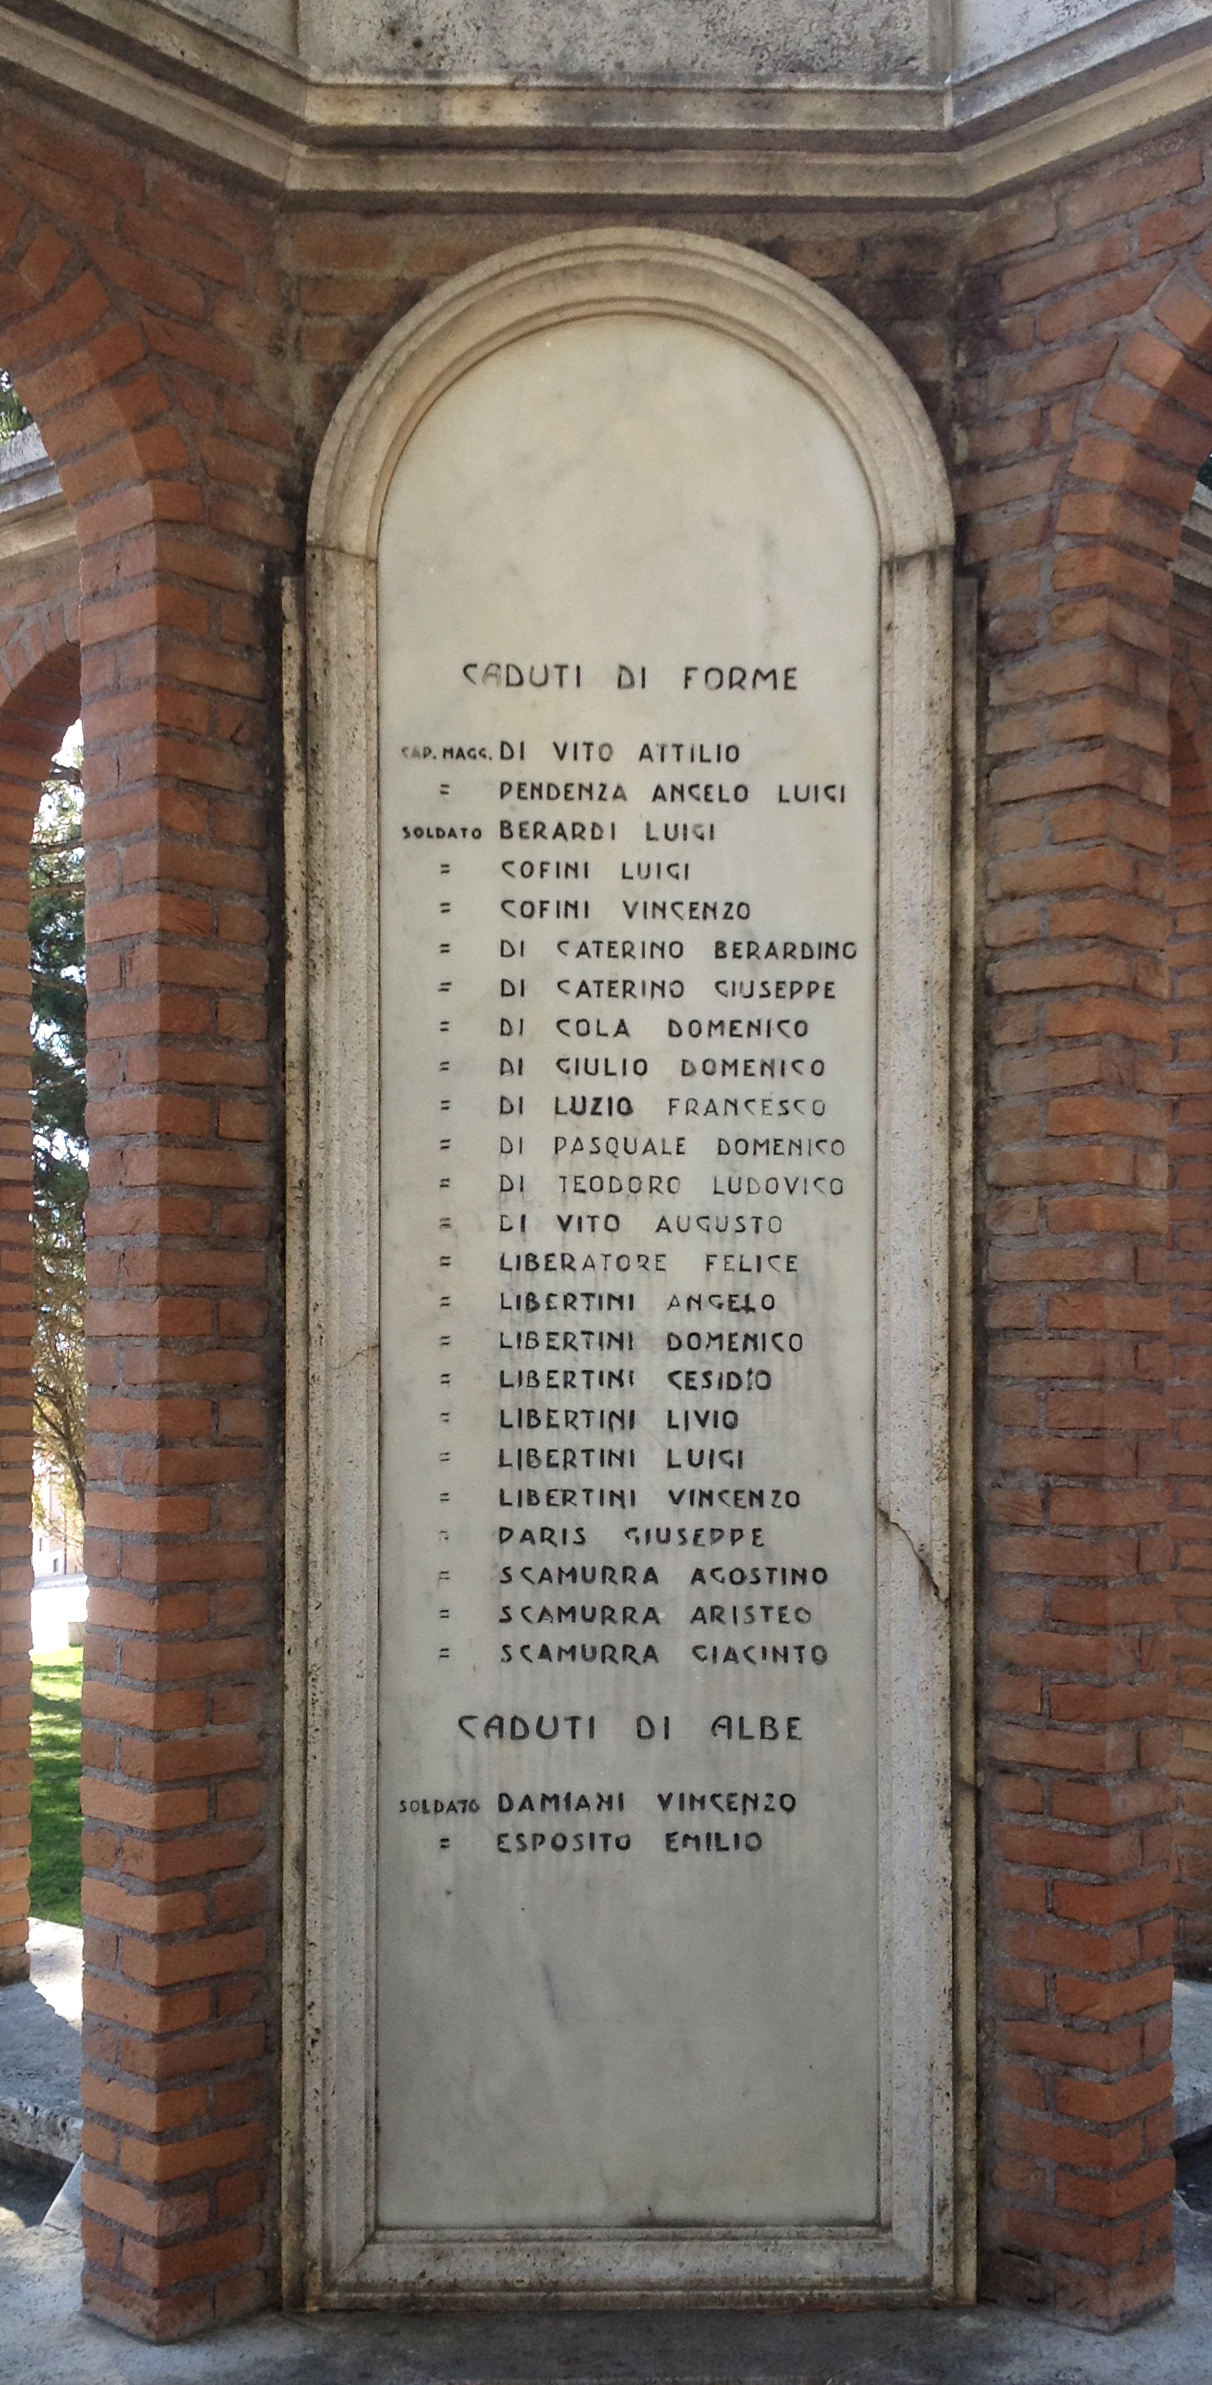 CADUTI DI FORME
CAP. MAGG. DI VITO ATTILIO
= PENDENZA ANGELO LUIGI
SOLDATO BERARDI LUIGI
= COFINI LUIGI
= COFINI VINCENZO
= DI CATERINO BERARDINO
= DI CATERINO GIUSEPPE
= DI COLA DOMENICO
= DI GIULIO DOMENICO
= DI LUZIO FRANCESCO
= DI PASQUALE DOMENICO
= DI TEODORO LUDOVICO
= DI VITO AUGUSTO
= LIBERATORE FELICE
= LIBERTINI ANGELO
= LIBERTINI DOMENICO
= LIBERTINI CESIDIO
= LIBERTINI LIVIO
= LIBERTINI LUIGI
= LIBERTINI VINCENZO
= PARIS GIUSEPPE
= SCAMURRA AGOSTINO
= SCAMURRA ARISTEO
= SCAMURRA GIACINTO
CADUTI DI ALBE
SOLDATO DAMIANI VINCENZO
= ESPOSITO EMILIO